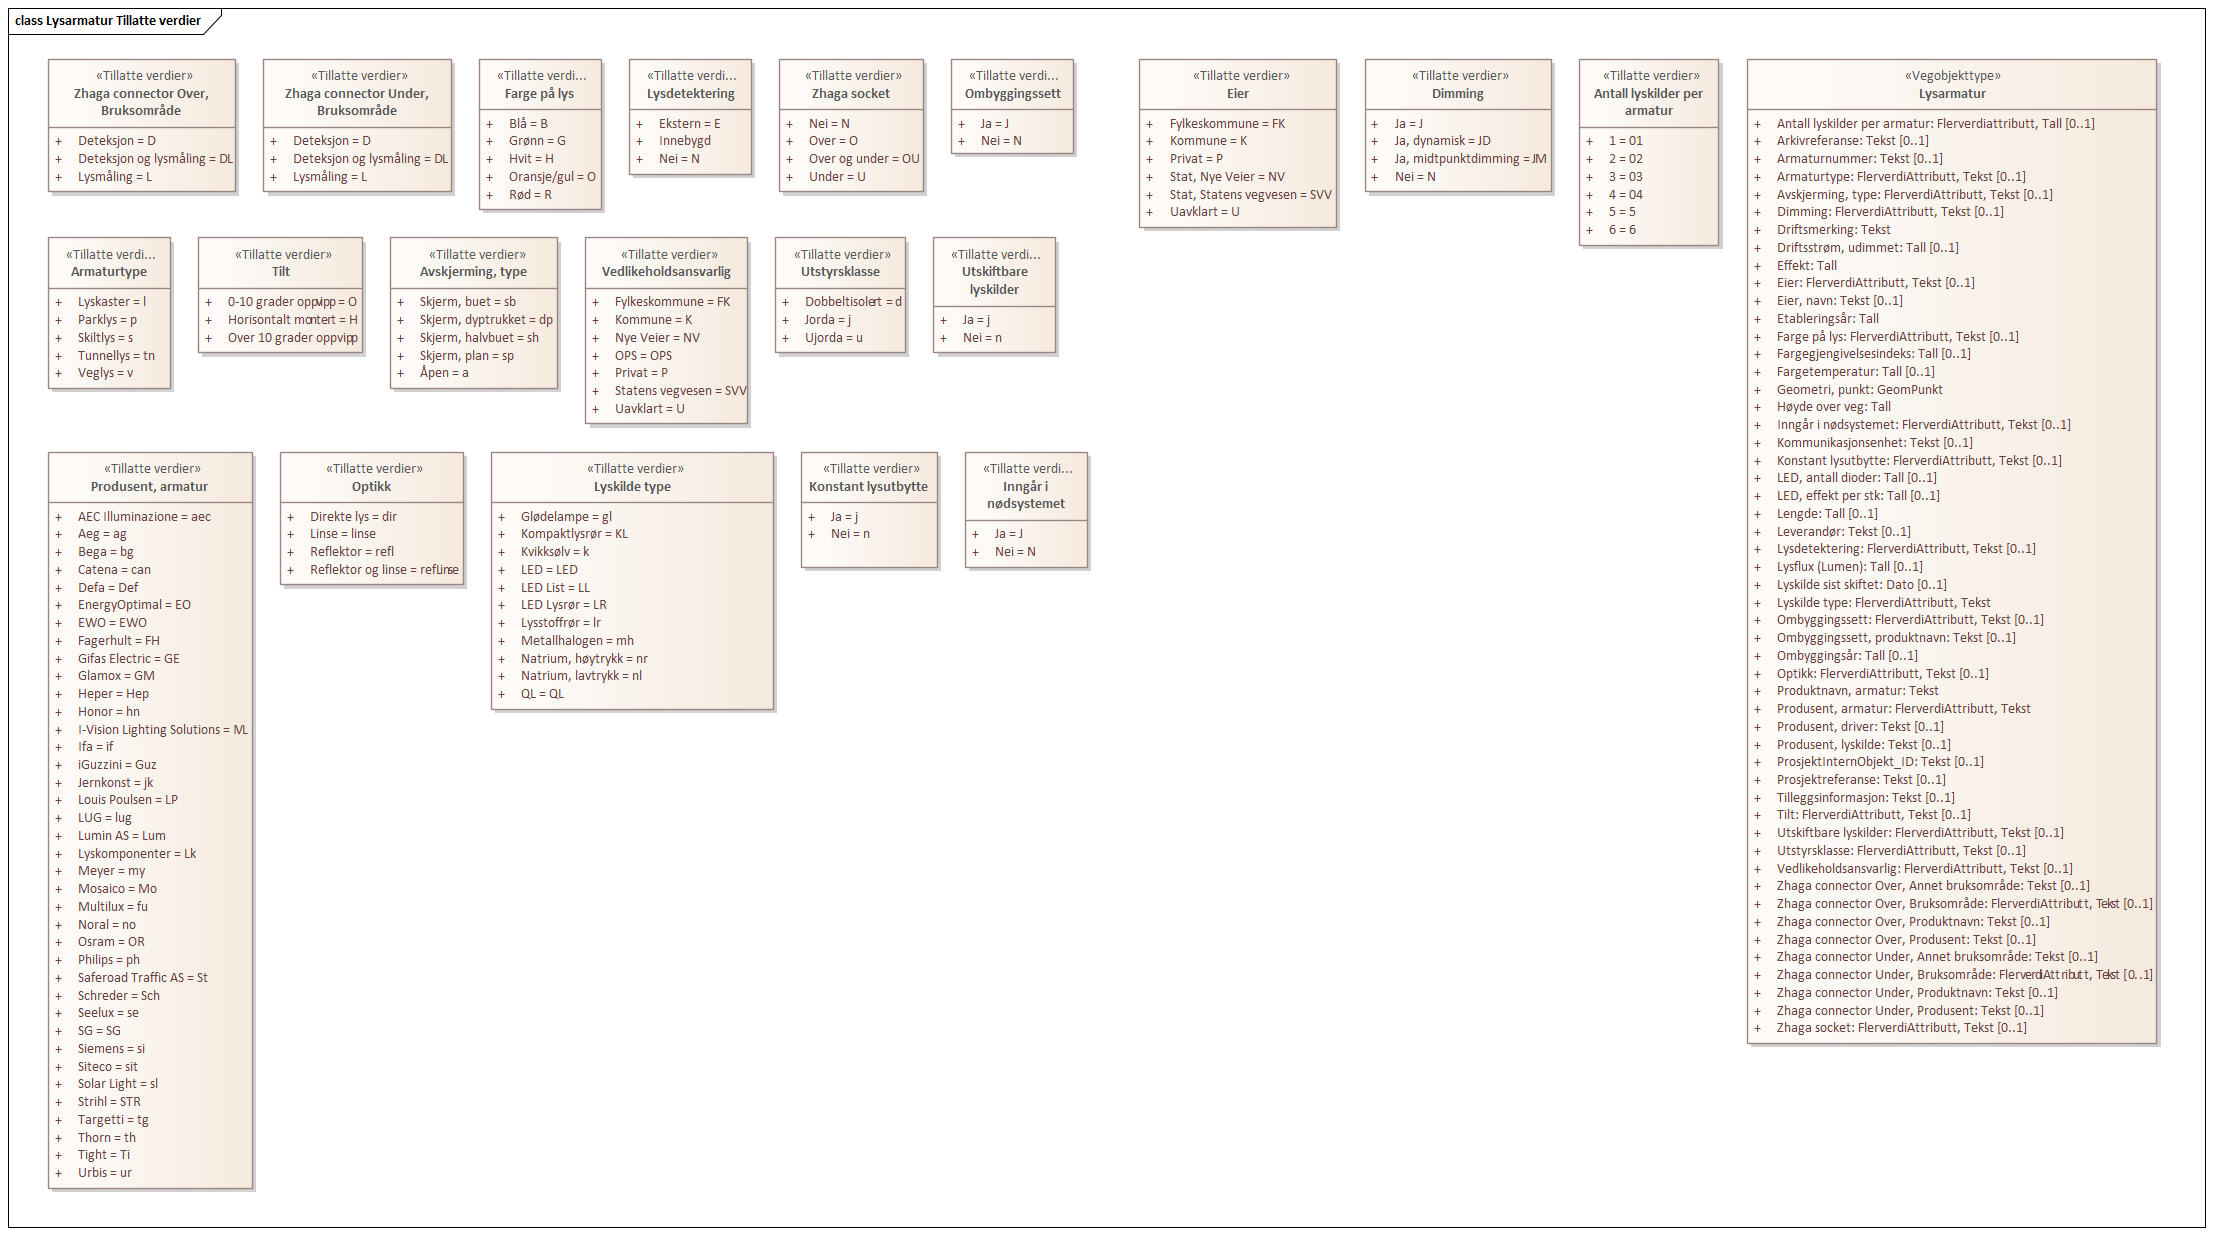 class Lysarmatur Tillatte verdier
«Tillatte verdier»
Zhaga connector Over,
Bruksområde
+ Deteksjon = D
+ Deteksjon og lysmåling = DL
+ Lysmåling = L
«Tillatte verdier»
Zhaga connector Under,
Bruksområde
+ Deteksjon = D
+ Deteksjon og lysmåling = DL
+ Lysmåling = L
«Tillatte verdi...
Farge på lys
+ Blå = B
+ Grønn = G
+ Hvit = H
+ Oransje/gul = O
+ Rød = R
«Tillatte verdi...
Lysdetektering
+ Ekstern = E
+ Innebygd
+ Nei = N
«Tillatte verdier»
Zhaga socket
+ Nei = N
+ Over = O
+ Over og under = OU
+ Under = U
«Tillatte verdi...
Ombyggingssett
+ Ja = J
+ Nei = N
«Tillatte verdier»
Eier
+ Fylkeskommune = FK
+ Kommune = K
+ Privat = P
+ Stat, Nye Veier = NV
+ Stat, Statens vegvesen = SVV
+ Uavklart = U
«Tillatte verdier»
Dimming
+ Ja = J
+ Ja, dynamisk = JD
+ Ja, midtpunktdimming = JM
+ Nei = N
«Tillatte verdier»
Antall lyskilder per
armatur
+ 1 = 01
+ 2 = 02
+ 3 = 03
+ 4 = 04
+ 5 = 5
+ 6 = 6
«Vegobjekttype»
Lysarmatur
+ Antall lyskilder per armatur: Flerverdiattributt, Tall [0..1]
+ Arkivreferanse: Tekst [0..1]
+ Armaturnummer: Tekst [0..1]
+ Armaturtype: FlerverdiAttributt, Tekst [0..1]
+ Avskjerming, type: FlerverdiAttributt, Tekst [0..1]
+ Dimming: FlerverdiAttributt, Tekst [0..1]
+ Driftsmerking: Tekst
+ Driftsstrøm, udimmet: Tall [0..1]
+ Effekt: Tall
+ Eier: FlerverdiAttributt, Tekst [0..1]
+ Eier, navn: Tekst [0..1]
+ Etableringsår: Tall
+ Farge på lys: FlerverdiAttributt, Tekst [0..1]
+ Fargegjengivelsesindeks: Tall [0..1]
+ Fargetemperatur: Tall [0..1]
+ Geometri, punkt: GeomPunkt
+ Høyde over veg: Tall
+ Inngår i nødsystemet: FlerverdiAttributt, Tekst [0..1]
+ Kommunikasjonsenhet: Tekst [0..1]
+ Konstant lysutbytte: FlerverdiAttributt, Tekst [0..1]
+ LED, antall dioder: Tall [0..1]
+ LED, effekt per stk: Tall [0..1]
+ Lengde: Tall [0..1]
+ Leverandør: Tekst [0..1]
+ Lysdetektering: FlerverdiAttributt, Tekst [0..1]
+ Lysflux (Lumen): Tall [0..1]
+ Lyskilde sist skiftet: Dato [0..1]
+ Lyskilde type: FlerverdiAttributt, Tekst
+ Ombyggingssett: FlerverdiAttributt, Tekst [0..1]
+ Ombyggingssett, produktnavn: Tekst [0..1]
+ Ombyggingsår: Tall [0..1]
+ Optikk: FlerverdiAttributt, Tekst [0..1]
+ Produktnavn, armatur: Tekst
+ Produsent, armatur: FlerverdiAttributt, Tekst
+ Produsent, driver: Tekst [0..1]
+ Produsent, lyskilde: Tekst [0..1]
+ ProsjektInternObjekt_ID: Tekst [0..1]
+ Prosjektreferanse: Tekst [0..1]
+ Tilleggsinformasjon: Tekst [0..1]
+ Tilt: FlerverdiAttributt, Tekst [0..1]
+ Utskiftbare lyskilder: FlerverdiAttributt, Tekst [0..1]
+ Utstyrsklasse: FlerverdiAttributt, Tekst [0..1]
+ Vedlikeholdsansvarlig: FlerverdiAttributt, Tekst [0..1]
+ Zhaga connector Over, Annet bruksområde: Tekst [0..1]
+ Zhaga connector Over, Bruksområde: FlerverdiAttributt, Tekst [0..1]
+ Zhaga connector Over, Produktnavn: Tekst [0..1]
+ Zhaga connector Over, Produsent: Tekst [0..1]
+ Zhaga connector Under, Annet bruksområde: Tekst [0..1]
+ Zhaga connector Under, Bruksområde: FlerverdiAttributt, Tekst [0..1]
+ Zhaga connector Under, Produktnavn: Tekst [0..1]
+ Zhaga connector Under, Produsent: Tekst [0..1]
+ Zhaga socket: FlerverdiAttributt, Tekst [0..1]
«Tillatte verdi...
Armaturtype
+ Lyskaster = l
+ Parklys = p
+ Skiltlys = s
+ Tunnellys = tn
+ Veglys = v
«Tillatte verdier»
Tilt
+ 0-10 grader oppvipp = O
+ Horisontalt montert = H
+ Over 10 grader oppvipp
«Tillatte verdier»
Avskjerming, type
+ Skjerm, buet = sb
+ Skjerm, dyptrukket = dp
+ Skjerm, halvbuet = sh
+ Skjerm, plan = sp
+ Åpen = a
«Tillatte verdier»
Vedlikeholdsansvarlig
+ Fylkeskommune = FK
+ Kommune = K
+ Nye Veier = NV
+ OPS = OPS
+ Privat = P
+ Statens vegvesen = SVV
+ Uavklart = U
«Tillatte verdier»
Utstyrsklasse
+ Dobbeltisolert = d
+ Jorda = j
+ Ujorda = u
«Tillatte verdi...
Utskiftbare
lyskilder
+ Ja = j
+ Nei = n
«Tillatte verdier»
Produsent, armatur
+ AEC Illuminazione = aec
+ Aeg = ag
+ Bega = bg
+ Catena = can
+ Defa = Def
+ EnergyOptimal = EO
+ EWO = EWO
+ Fagerhult = FH
+ Gifas Electric = GE
+ Glamox = GM
+ Heper = Hep
+ Honor = hn
+ I-Vision Lighting Solutions = ML
+ Ifa = if
+ iGuzzini = Guz
+ Jernkonst = jk
+ Louis Poulsen = LP
+ LUG = lug
+ Lumin AS = Lum
+ Lyskomponenter = Lk
+ Meyer = my
+ Mosaico = Mo
+ Multilux = fu
+ Noral = no
+ Osram = OR
+ Philips = ph
+ Saferoad Traffic AS = St
+ Schreder = Sch
+ Seelux = se
+ SG = SG
+ Siemens = si
+ Siteco = sit
+ Solar Light = sl
+ Strihl = STR
+ Targetti = tg
+ Thorn = th
+ Tight = Ti
+ Urbis = ur
«Tillatte verdier»
Optikk
+ Direkte lys = dir
+ Linse = linse
+ Reflektor = refl
+ Reflektor og linse = reflinse
«Tillatte verdier»
Lyskilde type
+ Glødelampe = gl
+ Kompaktlysrør = KL
+ Kvikksølv = k
+ LED = LED
+ LED List = LL
+ LED Lysrør = LR
+ Lysstoffrør = lr
+ Metallhalogen = mh
+ Natrium, høytrykk = nr
+ Natrium, lavtrykk = nl
+ QL = QL
«Tillatte verdier»
Konstant lysutbytte
+ Ja = j
+ Nei = n
«Tillatte verdi...
Inngår i
nødsystemet
+ Ja = J
+ Nei = N